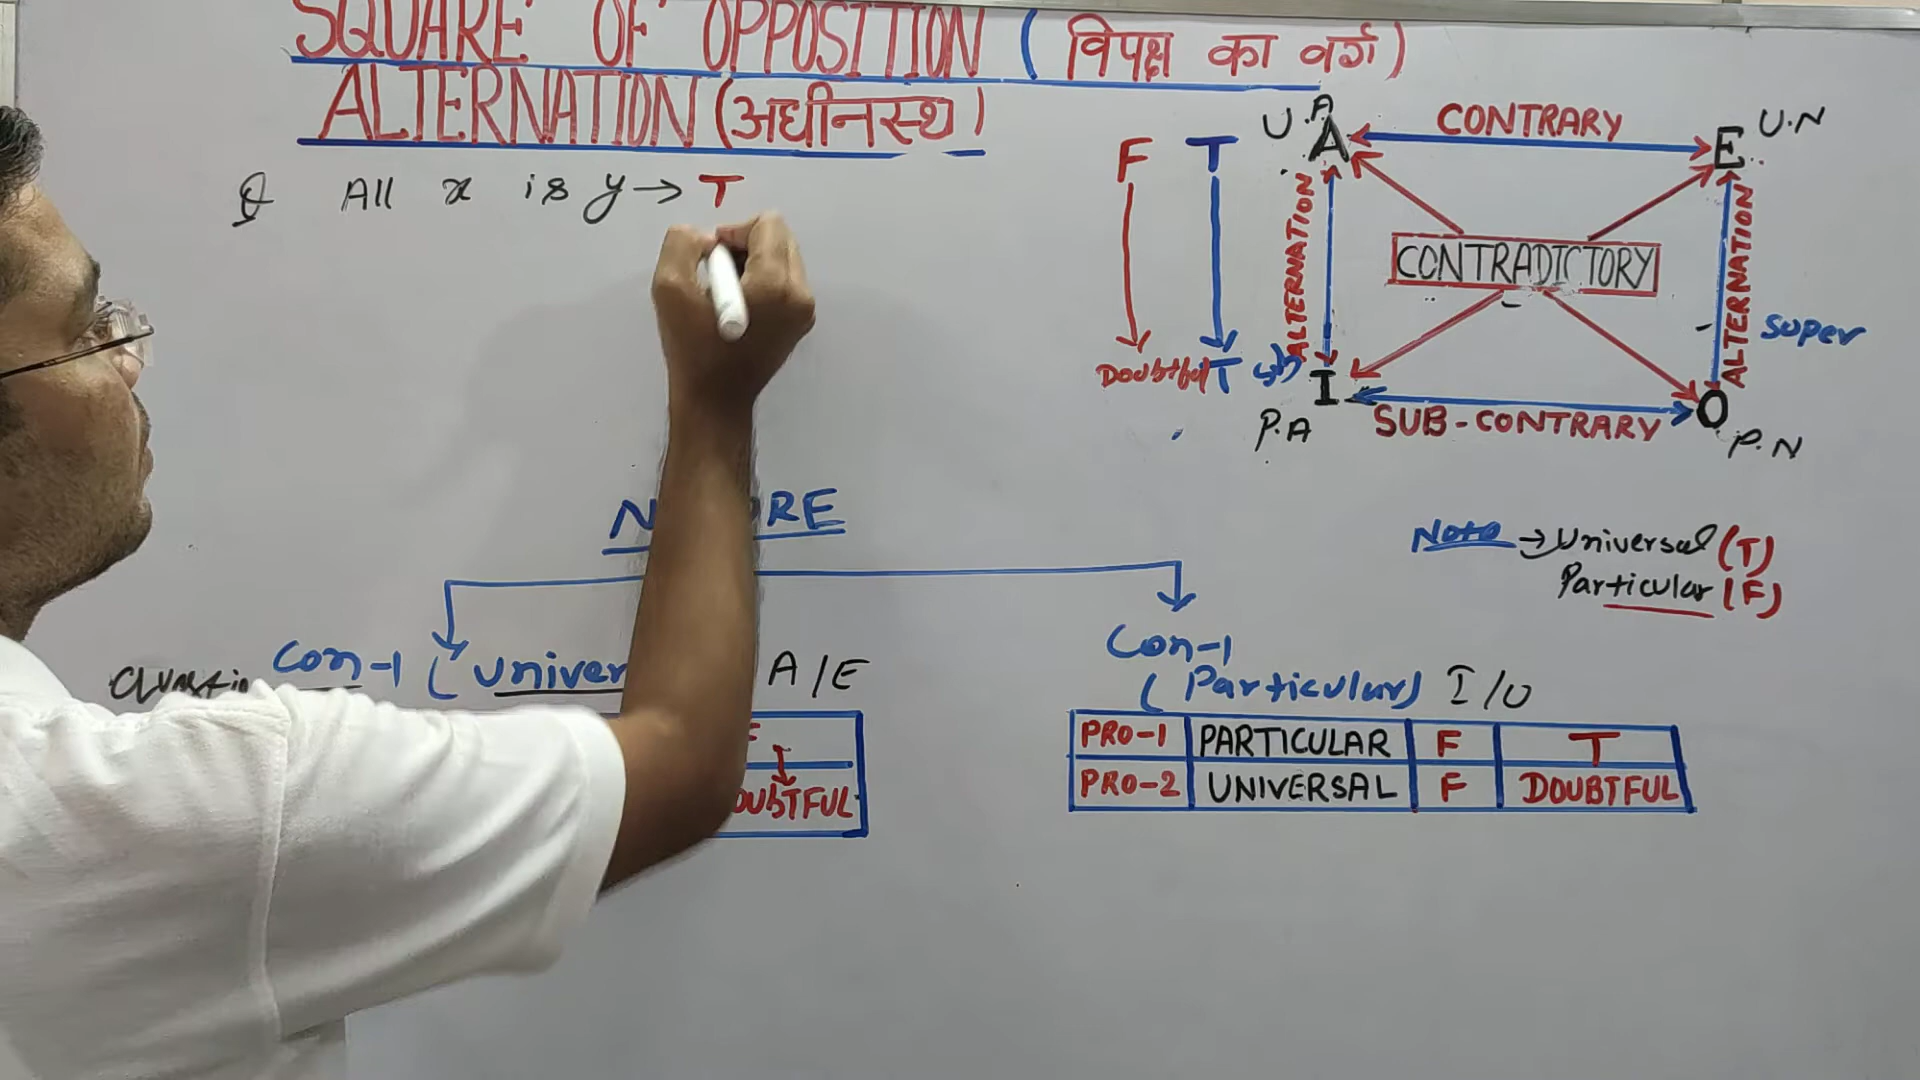 SQUARE OF OPPOSITION (विपक्ष का वर्ग)
ALTERNATION (अधीनस्थ)
Q All x is y → T
F T
Doubtful T
U.A A CONTRARY E U.N
ALTERNATION
CONTRADICTORY
ALTERNATION
super
I SUB-CONTRARY O
P.A P.N
Note → Universal (T)
Particular (F)
Con-1 ( A/E
DOUBTFUL
Con-1
(Particular) I/O
PRO-1 PARTICULAR F T
PRO-2 UNIVERSAL F DOUBTFUL